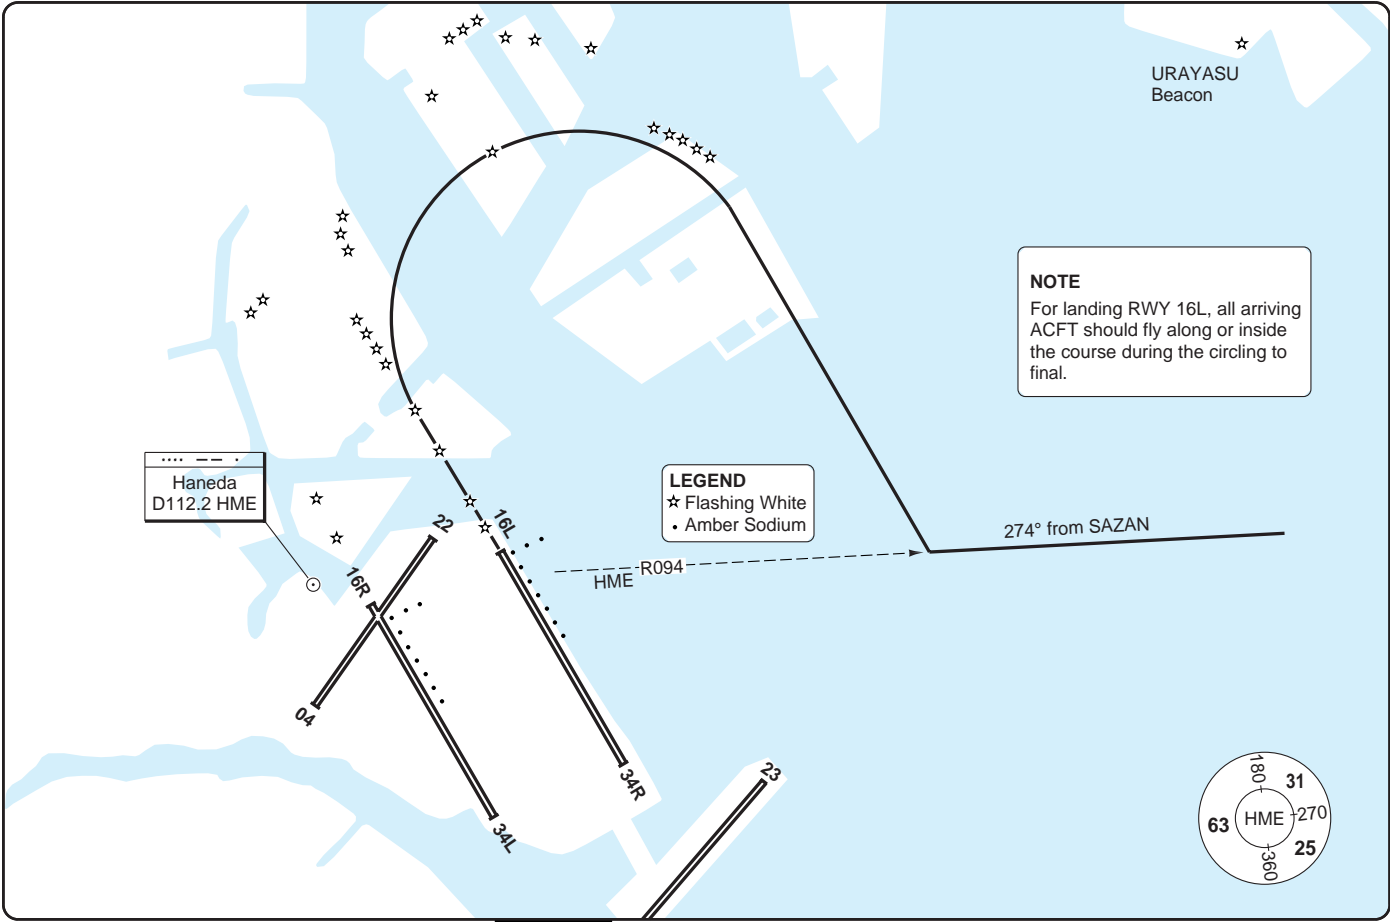 URAYASU
Beacon
NOTE
For landing RWY 16L, all arriving
ACFT should fly along or inside
the course during the circling to
final.
Haneda
D112.2 HME
LEGEND
Flashing White
Amber Sodium
274° from SAZAN
HME R094
16L
22
16R
04
34R
34L
23
180
31
63
HME
270
25
360